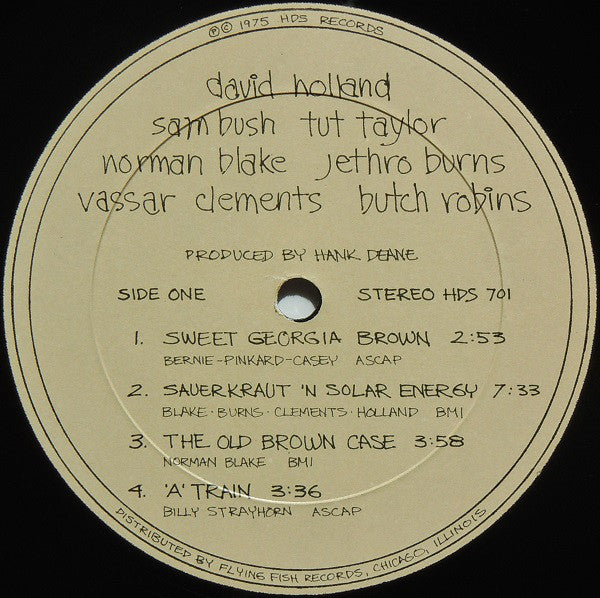 ℗ © 1975 HDS RECORDS
david holland
sam bush tut taylor
norman blake jethro burns
vassar clements butch robins
PRODUCED BY HANK DEANE
SIDE ONE STEREO HDS 701
1. SWEET GEORGIA BROWN 2:53
BERNIE-PINKARD-CASEY ASCAP
2. SAUERKRAUT 'N SOLAR ENERGY 7:33
BLAKE · BURNS · CLEMENTS · HOLLAND BMI
3. THE OLD BROWN CASE 3:58
NORMAN BLAKE BMI
4. 'A' TRAIN 3:36
BILLY STRAYHORN ASCAP
DISTRIBUTED BY FLYING FISH RECORDS, CHICAGO, ILLINOIS